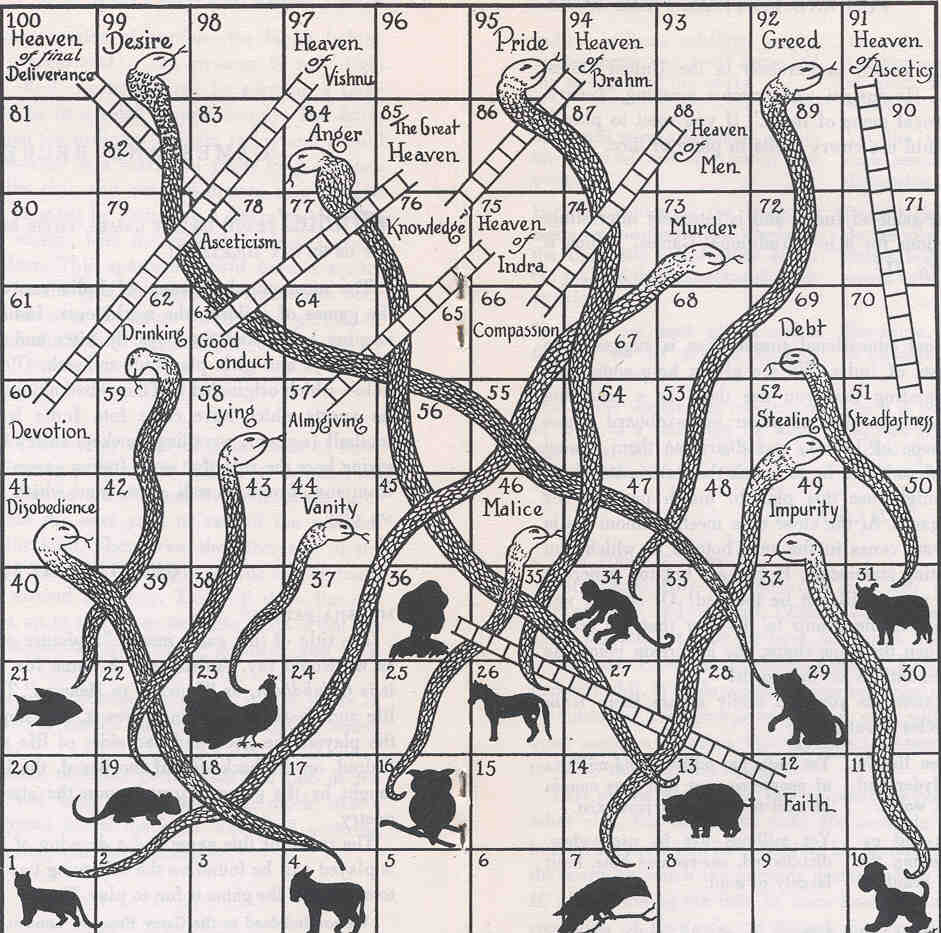 100 99 98 97 96 95 94 93 92 91
Heaven
of final
Deliverance
Desire
Heaven
of
Vishnu
Pride
Heaven
of
Brahm
Greed
Heaven
of Ascetics
81 82 83 84 85 86 87 88 89 90
Anger
The Great
Heaven
Heaven
of
Men
80 79 78 77 76 75 74 73 72 71
Asceticism
Knowledge
Heaven
of
Indra
Murder
61 62 63 64 65 66 67 68 69 70
Drinking
Good
Conduct
Compassion
Debt
60 59 58 57 56 55 54 53 52 51
Devotion
Lying
Almsgiving
Stealing
Steadfastness
41 42 43 44 45 46 47 48 49 50
Disobedience
Vanity
Malice
Impurity
40 39 38 37 36 35 34 33 32 31
21 22 23 24 25 26 27 28 29 30
20 19 18 17 16 15 14 13 12 11
Faith
1 2 3 4 5 6 7 8 9 10